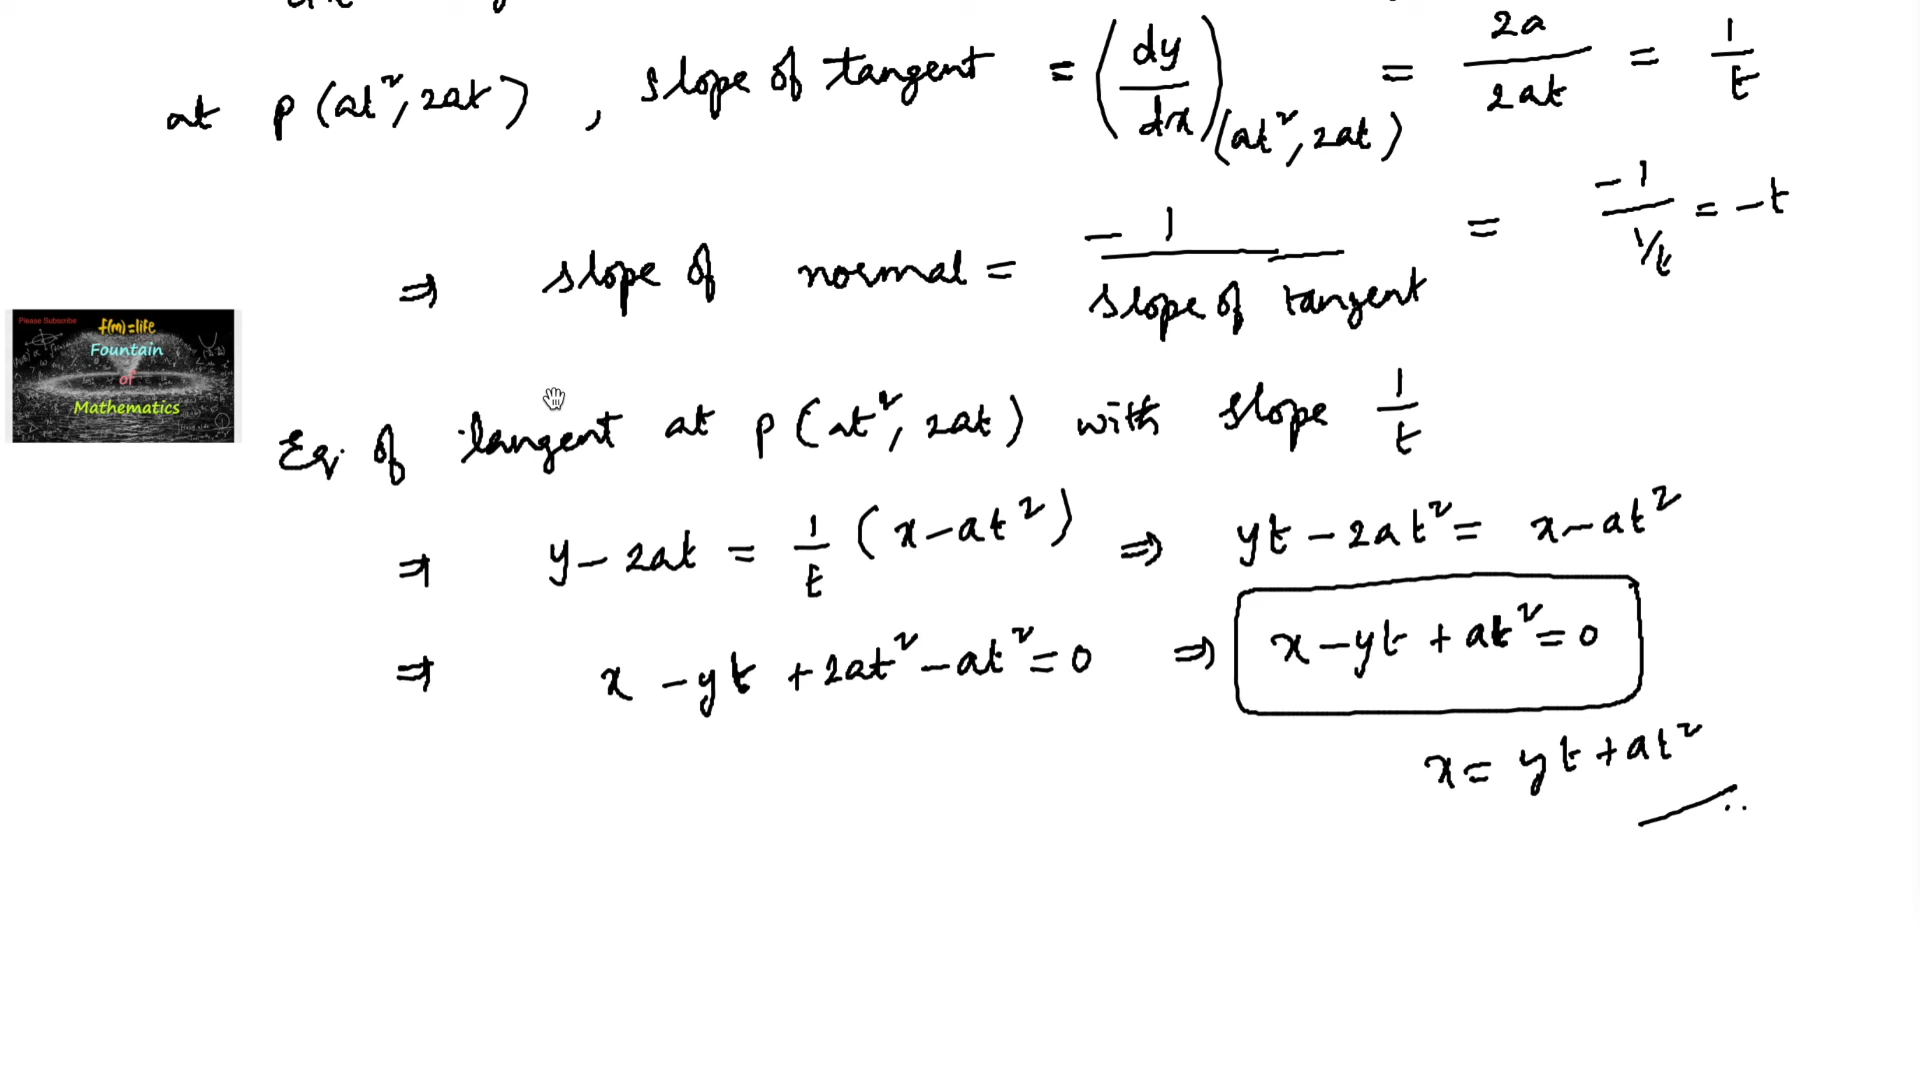 at P(at², 2at), slope of tangent = (dy/dx)(at², 2at) = 2a/2at = 1/t
⇒ slope of normal = -1/slope of tangent = -1/1/t = -t
Please Subscribe
f(m)=life
Fountain
of
Mathematics
Eq. of tangent at P(at², 2at) with slope 1/t
⇒ y - 2at = 1/t (x - at²) ⇒ yt - 2at² = x - at²
⇒ x - yt + 2at² - at² = 0 ⇒ x - yt + at² = 0
x = yt + at²